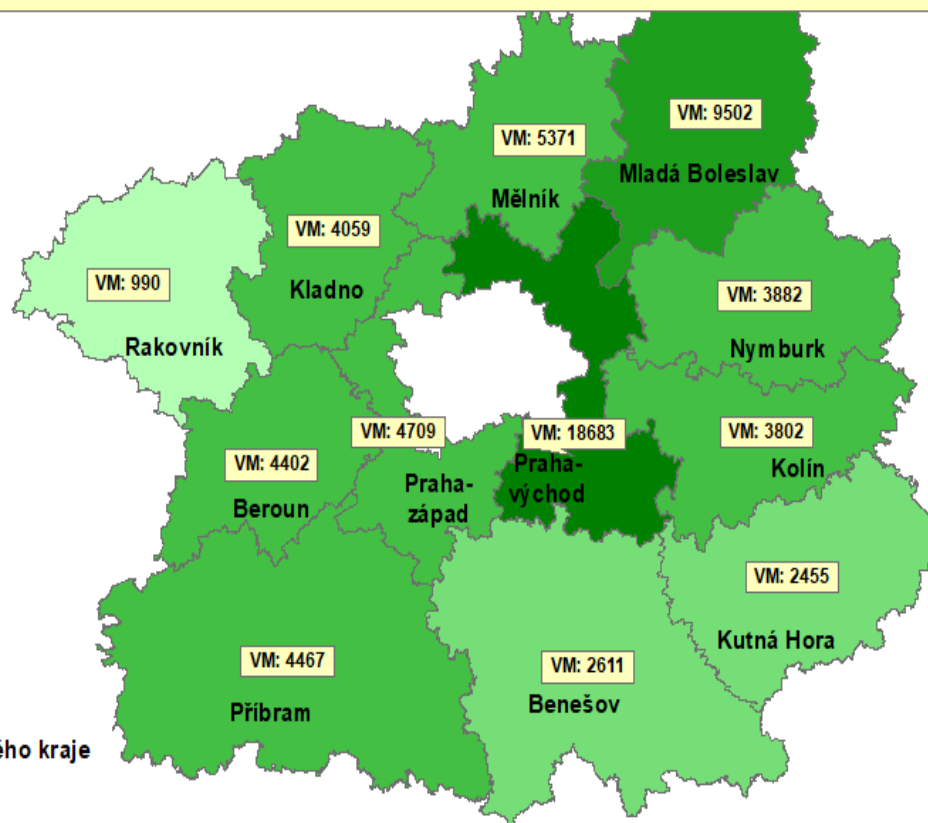 VM: 9502
Mladá Boleslav
VM: 5371
Mělník
VM: 4059
Kladno
VM: 990
Rakovník
VM: 3882
Nymburk
VM: 4709
Praha-
západ
VM: 18683
Praha-
východ
VM: 3802
Kolín
VM: 4402
Beroun
VM: 2455
Kutná Hora
VM: 4467
Příbram
VM: 2611
Benešov
ého kraje